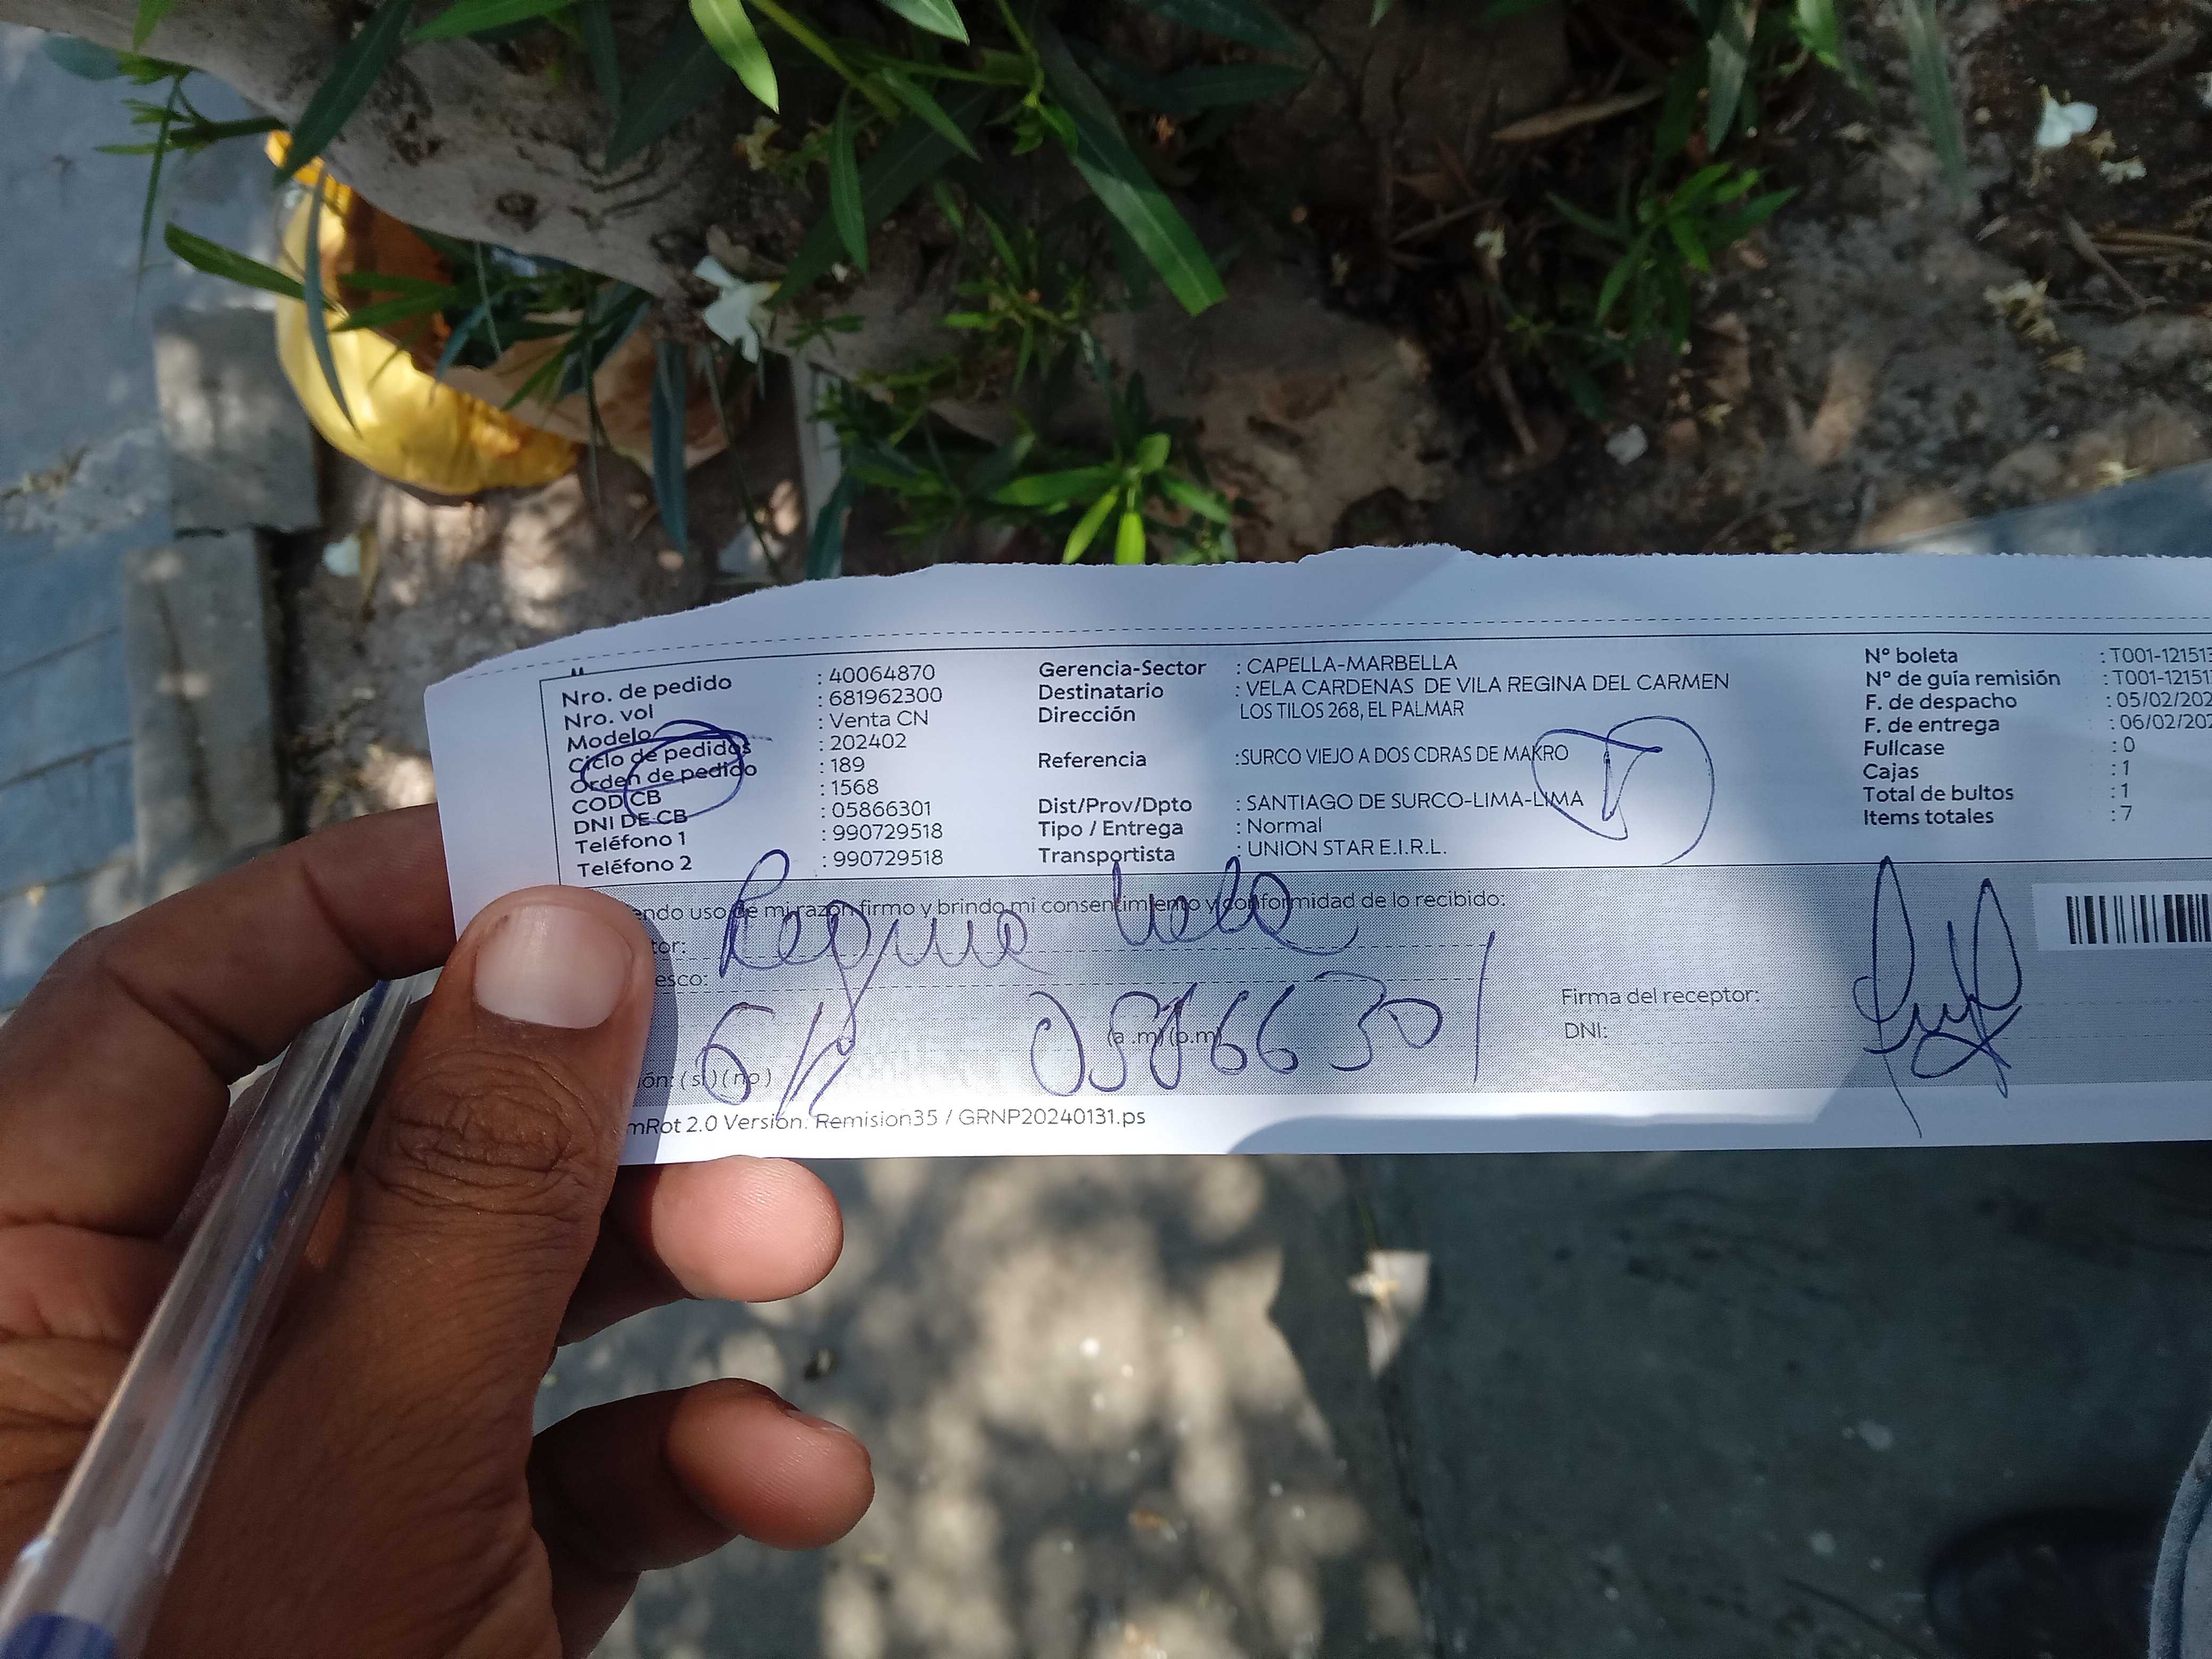 Nro. de pedido : 40064870
Nro. vol : 681962300
Modelo : Venta CN
Ciclo de pedidos : 202402
Orden de pedido : 189
COD CB : 1568
DNI DE CB : 05866301
Teléfono 1 : 990729518
Teléfono 2 : 990729518
Gerencia-Sector : CAPELLA-MARBELLA
Destinatario : VELA CARDENAS DE VILA REGINA DEL CARMEN
Dirección LOS TILOS 268, EL PALMAR
Referencia :SURCO VIEJO A DOS CDRAS DE MAKRO
Dist/Prov/Dpto : SANTIAGO DE SURCO-LIMA-LIMA
Tipo / Entrega : Normal
Transportista : UNION STAR E.I.R.L.
T
Nº boleta : T001-121513
Nº de guía remisión : T001-12151
F. de despacho : 05/02/202
F. de entrega : 06/02/202
Fullcase : 0
Cajas : 1
Total de bultos : 1
Items totales : 7
endo uso de mi razón firmo y brindo mi consentimiento y conformidad de lo recibido:
tor: Regina Vela
esco:
05866301
(a .m) (p.m)
ón: (si) (no)
Firma del receptor:
DNI:
mRot 2.0 Version. Remision35 / GRNP20240131.ps